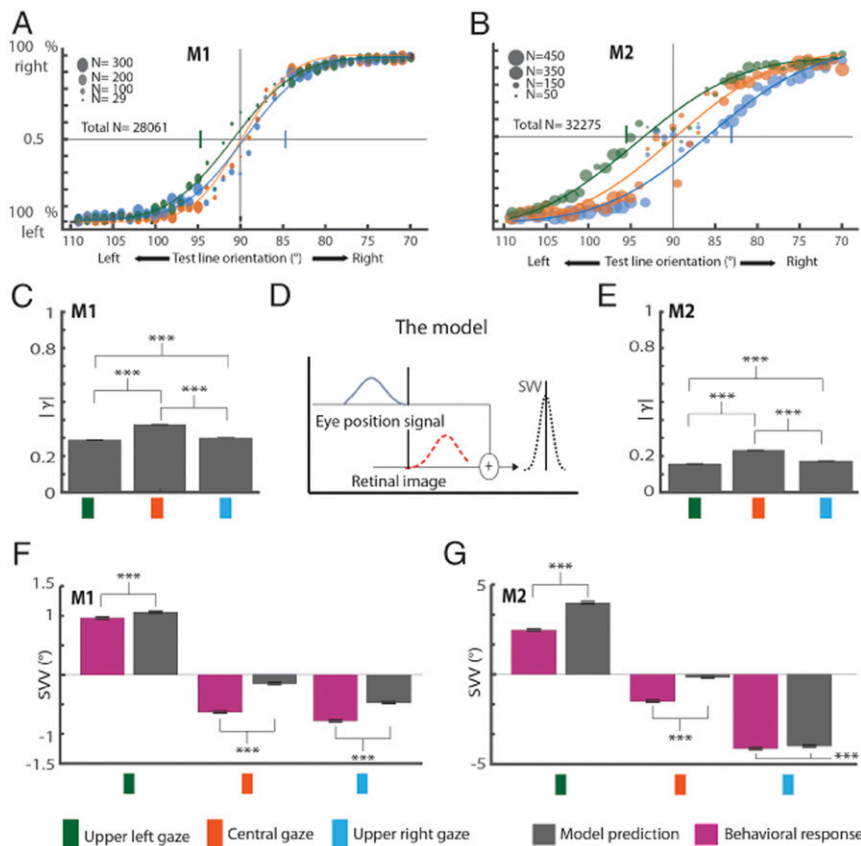 A
M1
100 %
right
N= 300
N= 200
N= 100
N= 29
Total N= 28061
0.5
100 %
left
110 105 100 95 90 85 80 75 70
Left Test line orientation (°) Right
B
M2
N=450
N=350
N=150
N=50
Total N= 32275
110 105 100 95 90 85 80 75 70
Left Test line orientation (°) Right
C
M1
1
0.8
0.6
0.2
0
|γ|
***
***
***
D
The model
Eye position signal
Retinal image
+
SVV
E
M2
1
0.8
0.6
0.2
0
|γ|
***
***
***
F
M1
1.5
1
-1
-1.5
SVV (°)
***
***
***
G
M2
5
-5
SVV (°)
***
***
***
Upper left gaze Central gaze Upper right gaze Model prediction Behavioral response